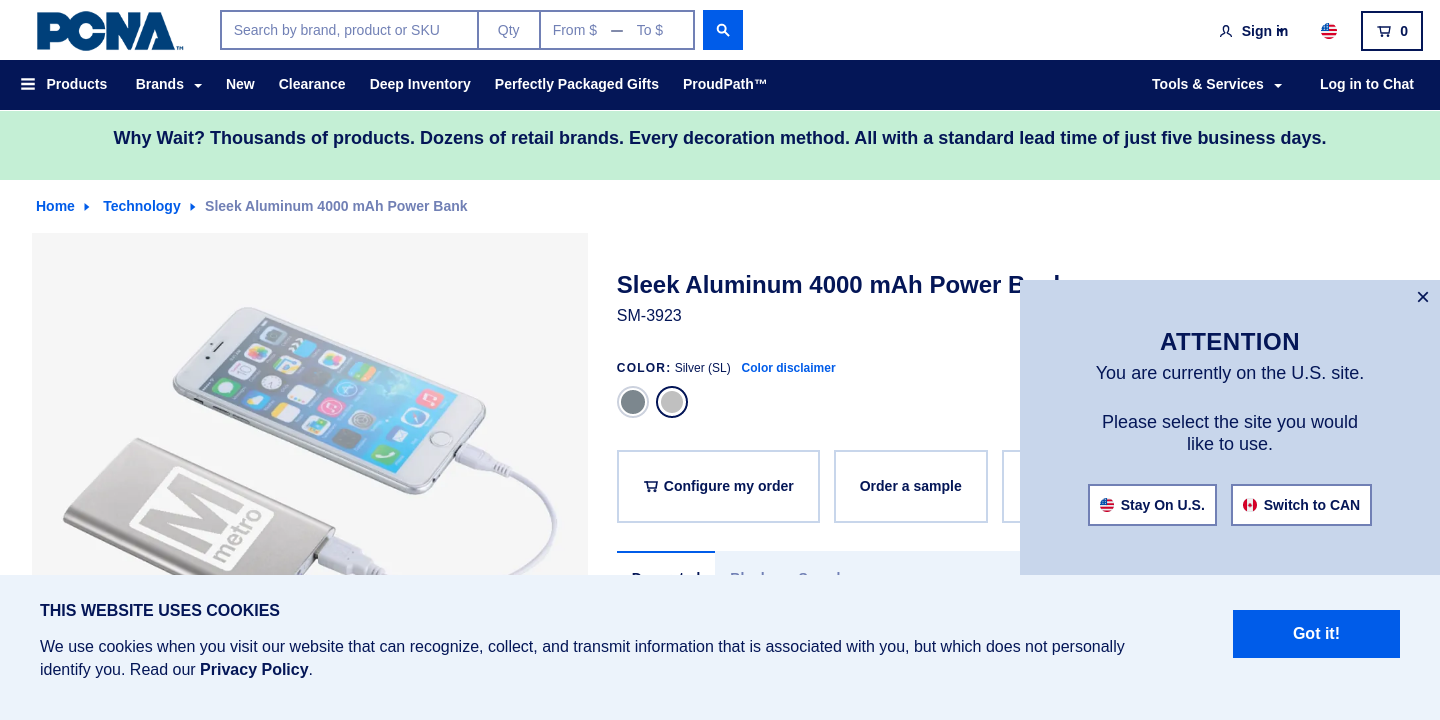 PCNA™
Search by brand, product or SKU
Qty
From $ — To $
Sign in
0
Products
Brands
New
Clearance
Deep Inventory
Perfectly Packaged Gifts
ProudPath™
Tools & Services
Log in to Chat
Why Wait? Thousands of products. Dozens of retail brands. Every decoration method. All with a standard lead time of just five business days.
Home
Technology
Sleek Aluminum 4000 mAh Power Bank
M metro
Sleek Aluminum 4000 mAh Power Bank
SM-3923
COLOR: Silver (SL) Color disclaimer
Configure my order
Order a sample
×
ATTENTION
You are currently on the U.S. site.
Please select the site you would
like to use.
Stay On U.S.
Switch to CAN
THIS WEBSITE USES COOKIES
We use cookies when you visit our website that can recognize, collect, and transmit information that is associated with you, but which does not personally
identify you. Read our Privacy Policy.
Got it!